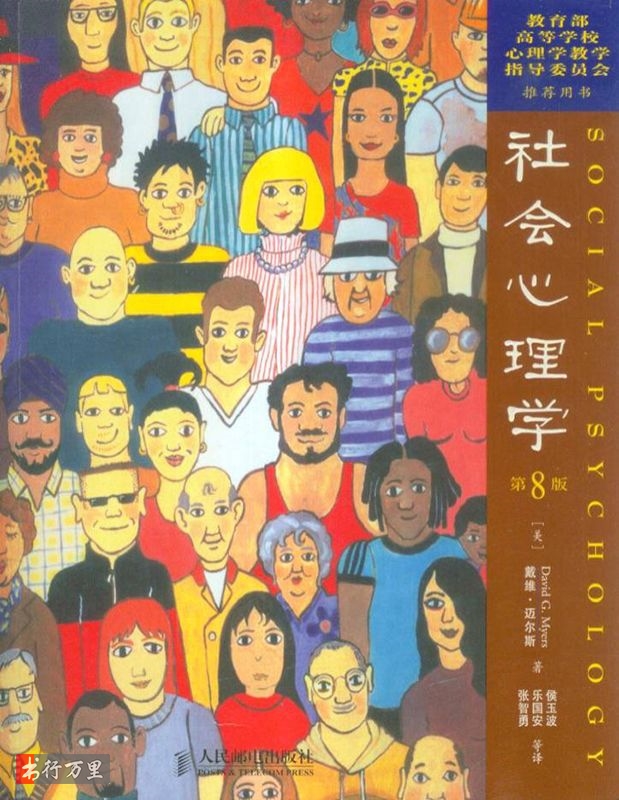 教育部
高等学校
心理学教学
指导委员会
推荐用书
SOCIAL PSYCHOLOGY
社会心理学
第8版
[美]
David G. Myers
戴维·迈尔斯 著
侯玉波
乐国安
张智勇 等译
人民邮电出版社
POSTS & TELECOM PRESS
书行万里